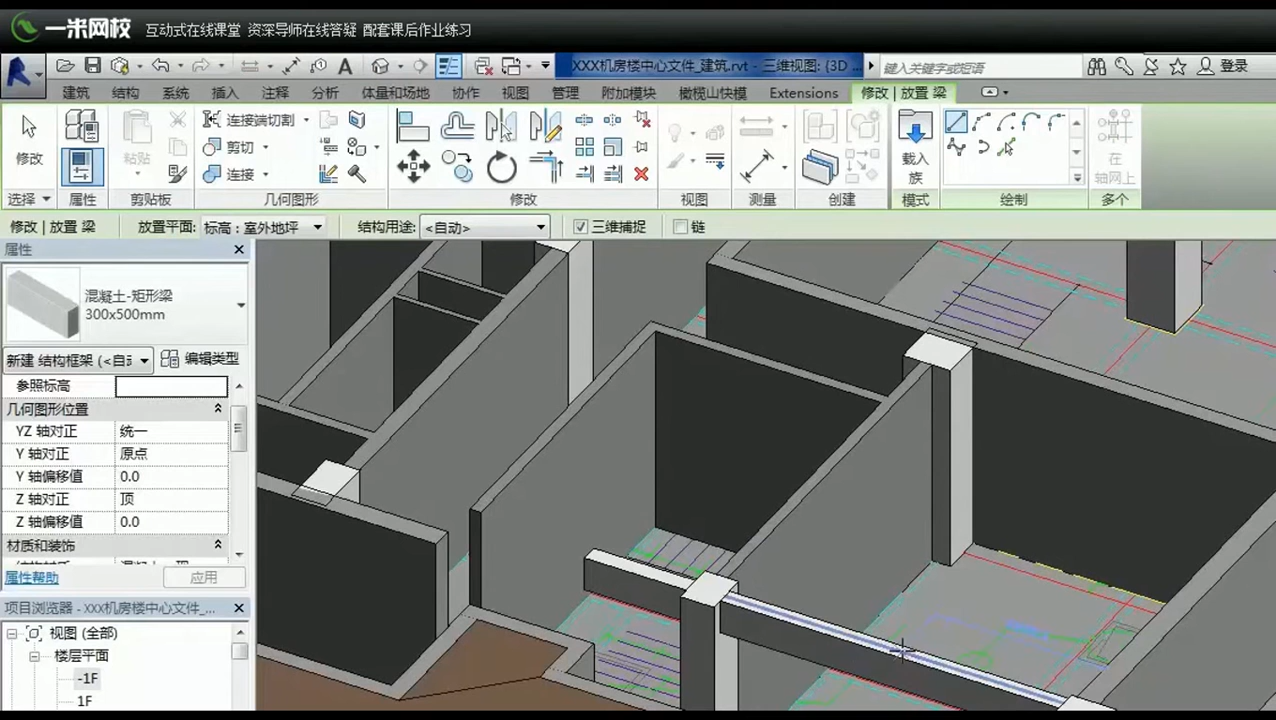 一米网校 互动式在线课堂 资深导师在线答疑 配套课后作业练习
XXX机房楼中心文件_建筑.rvt - 三维视图: {3D ... 键入关键字或短语 登录
建筑 结构 系统 插入 注释 分析 体量和场地 协作 视图 管理 附加模块 橄榄山快模 Extensions 修改 | 放置 梁
修改 粘贴 连接端切割 剪切 连接 载入族 在轴网上
选择 属性 剪贴板 几何图形 修改 视图 测量 创建 模式 绘制 多个
修改 | 放置 梁 放置平面: 标高 : 室外地坪 结构用途: <自动> 三维捕捉 链
属性
混凝土-矩形梁
300x500mm
新建 结构框架 (<自动 编辑类型
参照标高
几何图形位置
YZ 轴对正 统一
Y 轴对正 原点
Y 轴偏移值 0.0
Z 轴对正 顶
Z 轴偏移值 0.0
材质和装饰
属性帮助 应用
项目浏览器 - XXX机房楼中心文件_...
视图 (全部)
楼层平面
-1F
1F